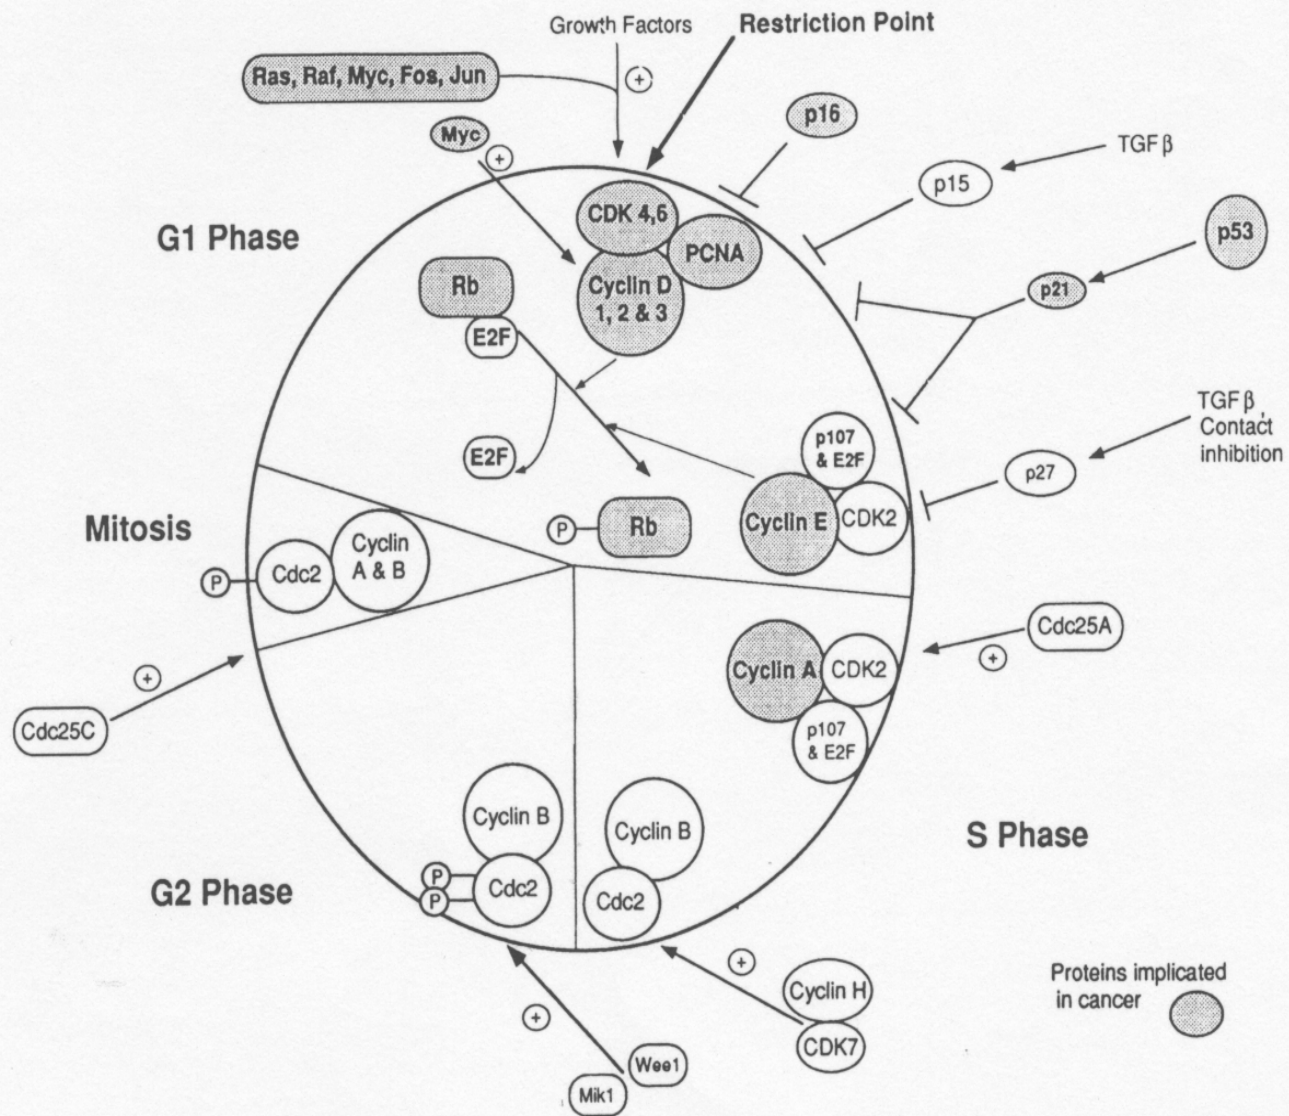 Growth Factors
Restriction Point
Ras, Raf, Myc, Fos, Jun
+
p16
Myc
+
TGF β
p15
CDK 4,6
G1 Phase
PCNA
p53
Rb
Cyclin D
1, 2 & 3
p21
E2F
TGF β,
Contact
inhibition
p107
& E2F
E2F
p27
Mitosis
P
Rb
Cyclin E
CDK2
Cyclin
A & B
P
Cdc2
Cdc25A
+
Cyclin A
CDK2
+
Cdc25C
p107
& E2F
Cyclin B
Cyclin B
S Phase
G2 Phase
P
P
Cdc2
Cdc2
+
Cyclin H
CDK7
Proteins implicated
in cancer
+
Wee1
Mik1